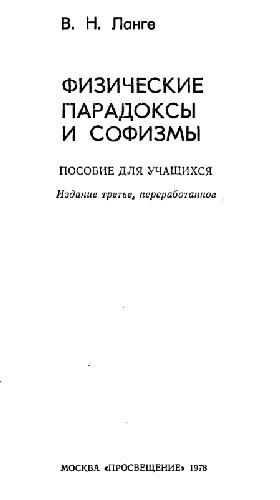 В. Н. Ланге
ФИЗИЧЕСКИЕ
ПАРАДОКСЫ
И СОФИЗМЫ
ПОСОБИЕ ДЛЯ УЧАЩИХСЯ
Издание третье, переработанное
МОСКВА «ПРОСВЕЩЕНИЕ» 1978